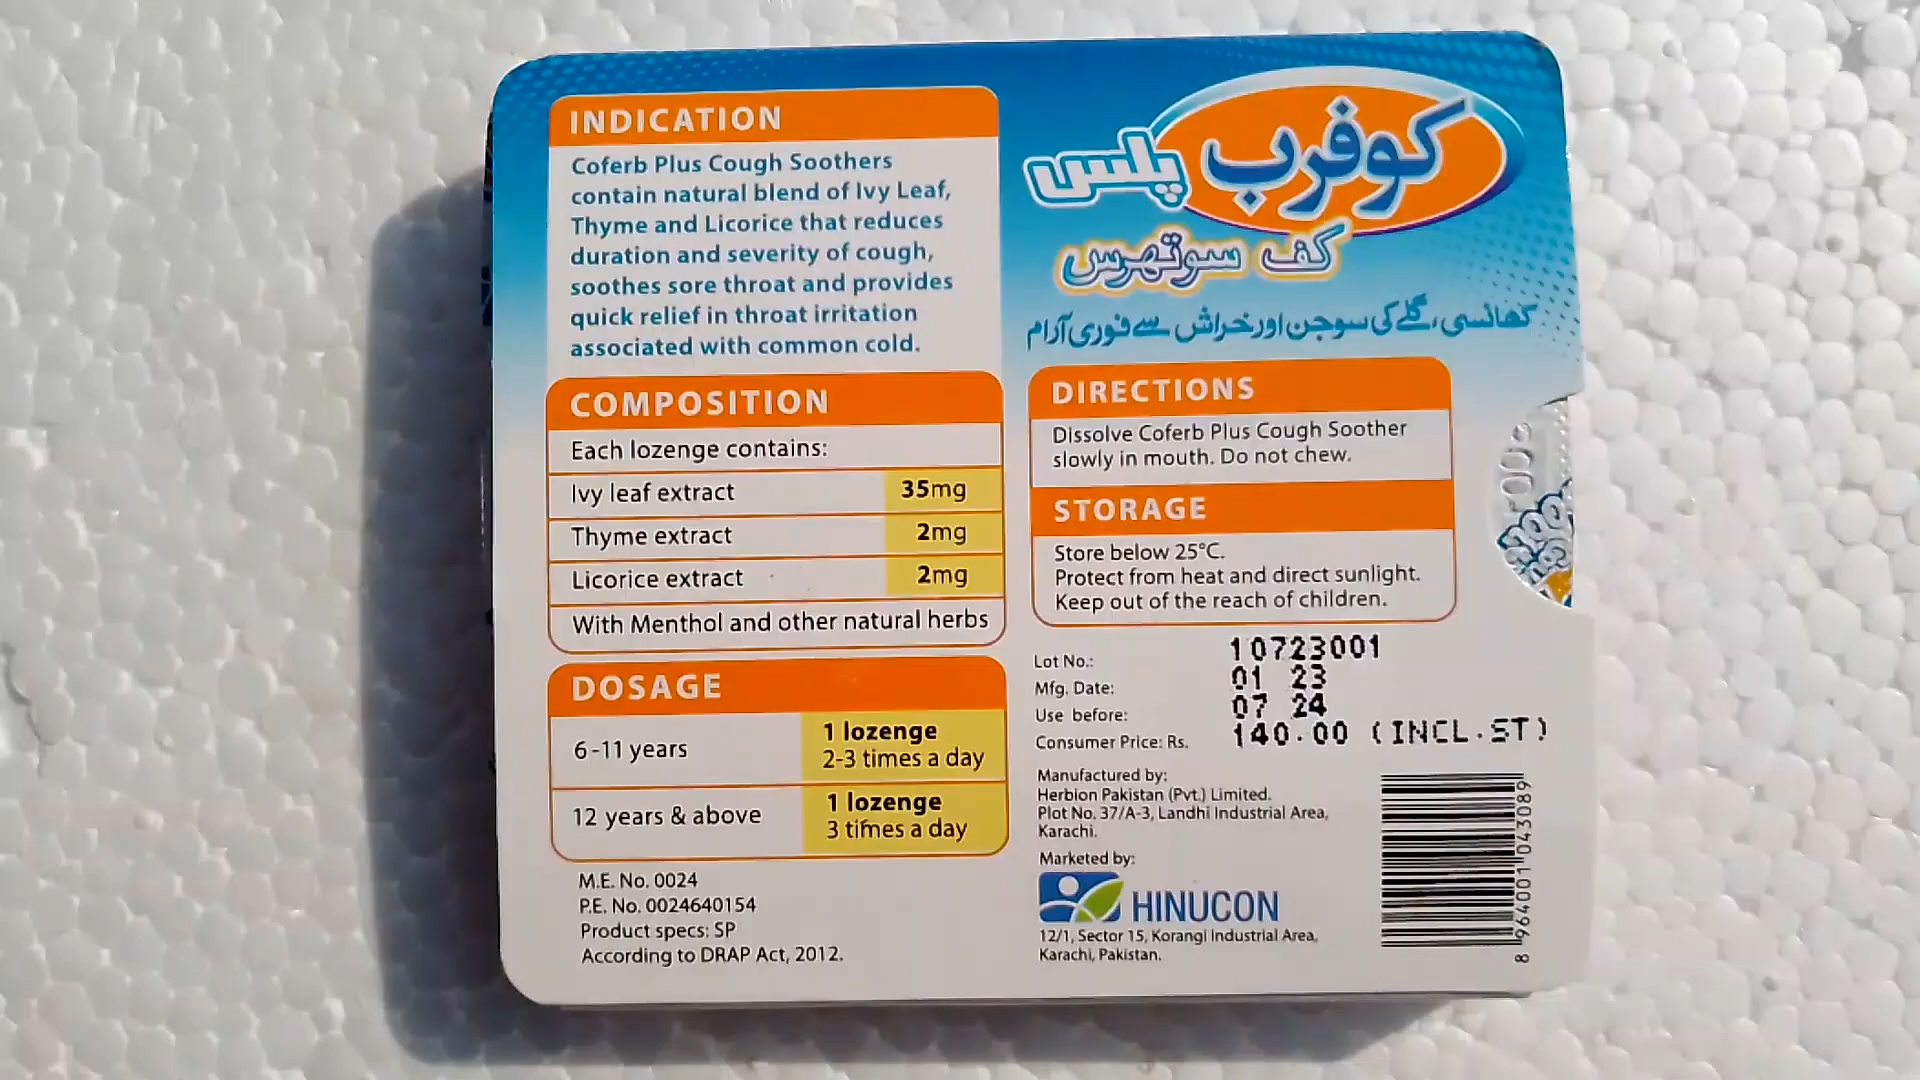 INDICATION
Coferb Plus Cough Soothers
contain natural blend of Ivy Leaf,
Thyme and Licorice that reduces
duration and severity of cough,
soothes sore throat and provides
quick relief in throat irritation
associated with common cold.
COMPOSITION
Each lozenge contains:
Ivy leaf extract 35mg
Thyme extract 2mg
Licorice extract 2mg
With Menthol and other natural herbs
DOSAGE
6-11 years 1 lozenge
2-3 times a day
12 years & above 1 lozenge
3 times a day
M.E. No. 0024
P.E. No. 0024640154
Product specs: SP
According to DRAP Act, 2012.
کوفرب پلس
کف سوتھرس
کھانسی، گلے کی سوجن اور خراش سے فوری آرام
DIRECTIONS
Dissolve Coferb Plus Cough Soother
slowly in mouth. Do not chew.
STORAGE
Store below 25°C.
Protect from heat and direct sunlight.
Keep out of the reach of children.
Lot No.: 10723001
Mfg. Date: 01 23
Use before: 07 24
Consumer Price: Rs. 140.00 (INCL.ST)
Manufactured by:
Herbion Pakistan (Pvt.) Limited.
Plot No. 37/A-3, Landhi Industrial Area,
Karachi.
Marketed by:
HINUCON
12/1, Sector 15, Korangi Industrial Area,
Karachi, Pakistan.
8 964001 043089